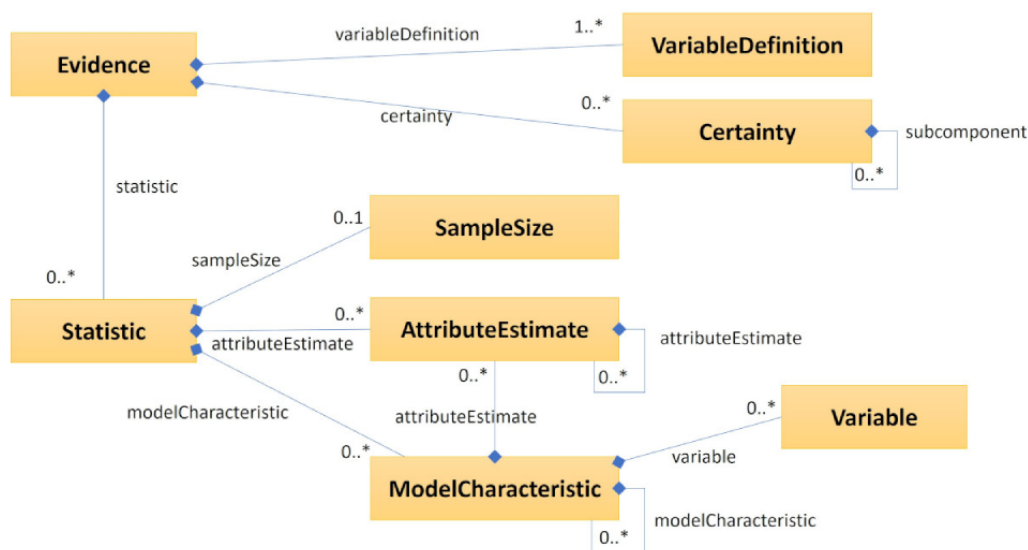 variableDefinition
1..*
Evidence
VariableDefinition
certainty
0..*
Certainty
subcomponent
0..*
statistic
0..1
SampleSize
sampleSize
0..*
Statistic
0..*
attributeEstimate
AttributeEstimate
attributeEstimate
0..*
0..*
attributeEstimate
modelCharacteristic
0..*
0..*
Variable
variable
ModelCharacteristic
modelCharacteristic
0..*